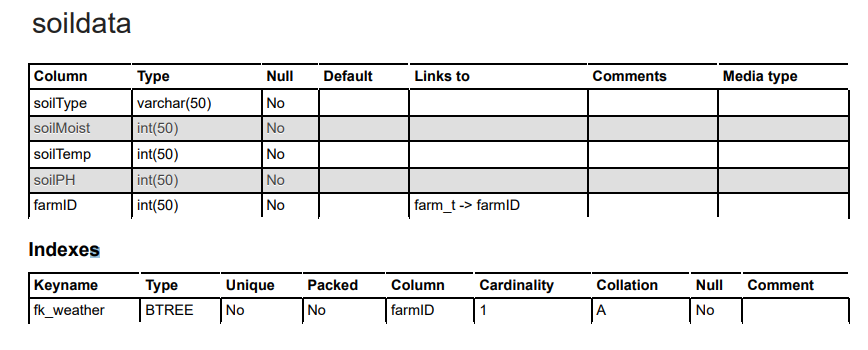 soildata
Column Type Null Default Links to Comments Media type
soilType varchar(50) No
soilMoist int(50) No
soilTemp int(50) No
soilPH int(50) No
farmID int(50) No farm_t -> farmID
Indexes
Keyname Type Unique Packed Column Cardinality Collation Null Comment
fk_weather BTREE No No farmID 1 A No